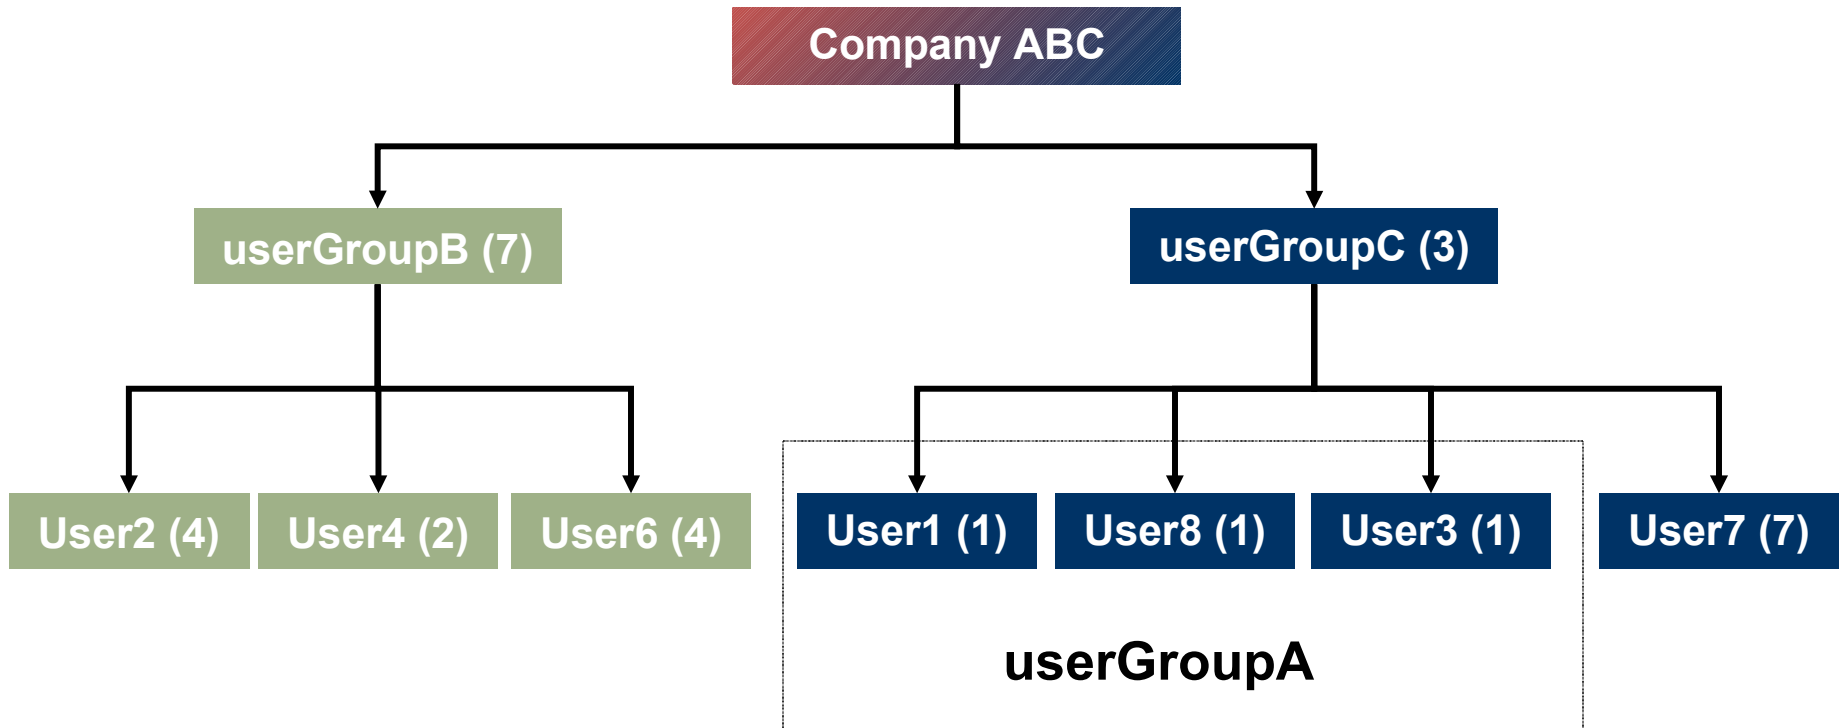 Company ABC
userGroupB (7)
userGroupC (3)
User2 (4)
User4 (2)
User6 (4)
User1 (1)
User8 (1)
User3 (1)
User7 (7)
userGroupA